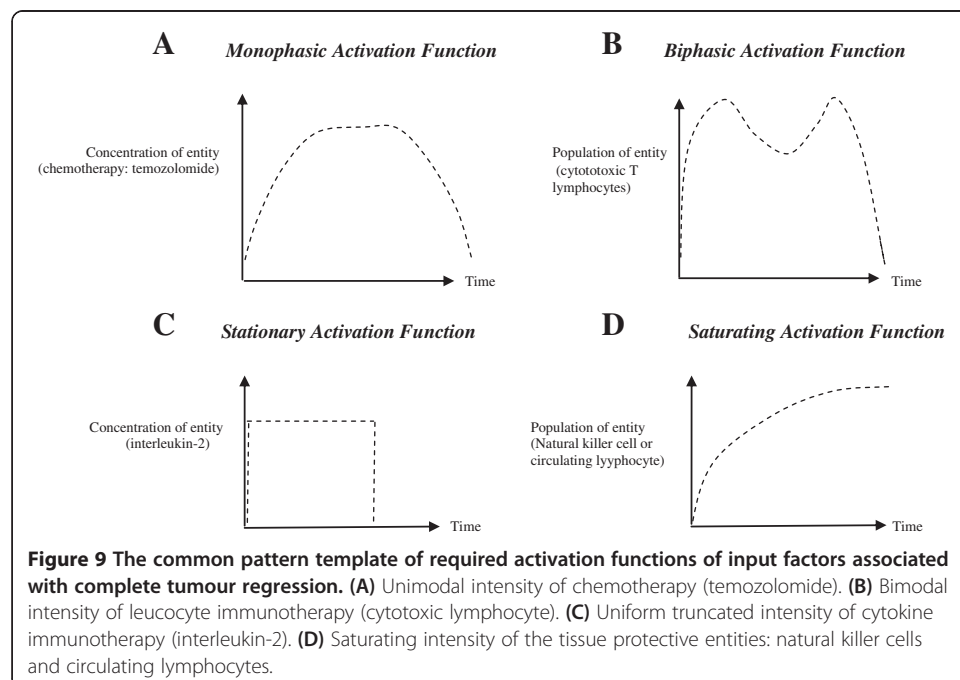 A
Monophasic Activation Function
Concentration of entity
(chemotherapy: temozolomide)
Time
B
Biphasic Activation Function
Population of entity
(cytototoxic T
lymphocytes)
Time
C
Stationary Activation Function
Concentration of entity
(interleukin-2)
Time
D
Saturating Activation Function
Population of entity
(Natural killer cell or
circulating lyyphocyte)
Time
Figure 9 The common pattern template of required activation functions of input factors associated
with complete tumour regression. (A) Unimodal intensity of chemotherapy (temozolomide). (B) Bimodal
intensity of leucocyte immunotherapy (cytotoxic lymphocyte). (C) Uniform truncated intensity of cytokine
immunotherapy (interleukin-2). (D) Saturating intensity of the tissue protective entities: natural killer cells
and circulating lymphocytes.